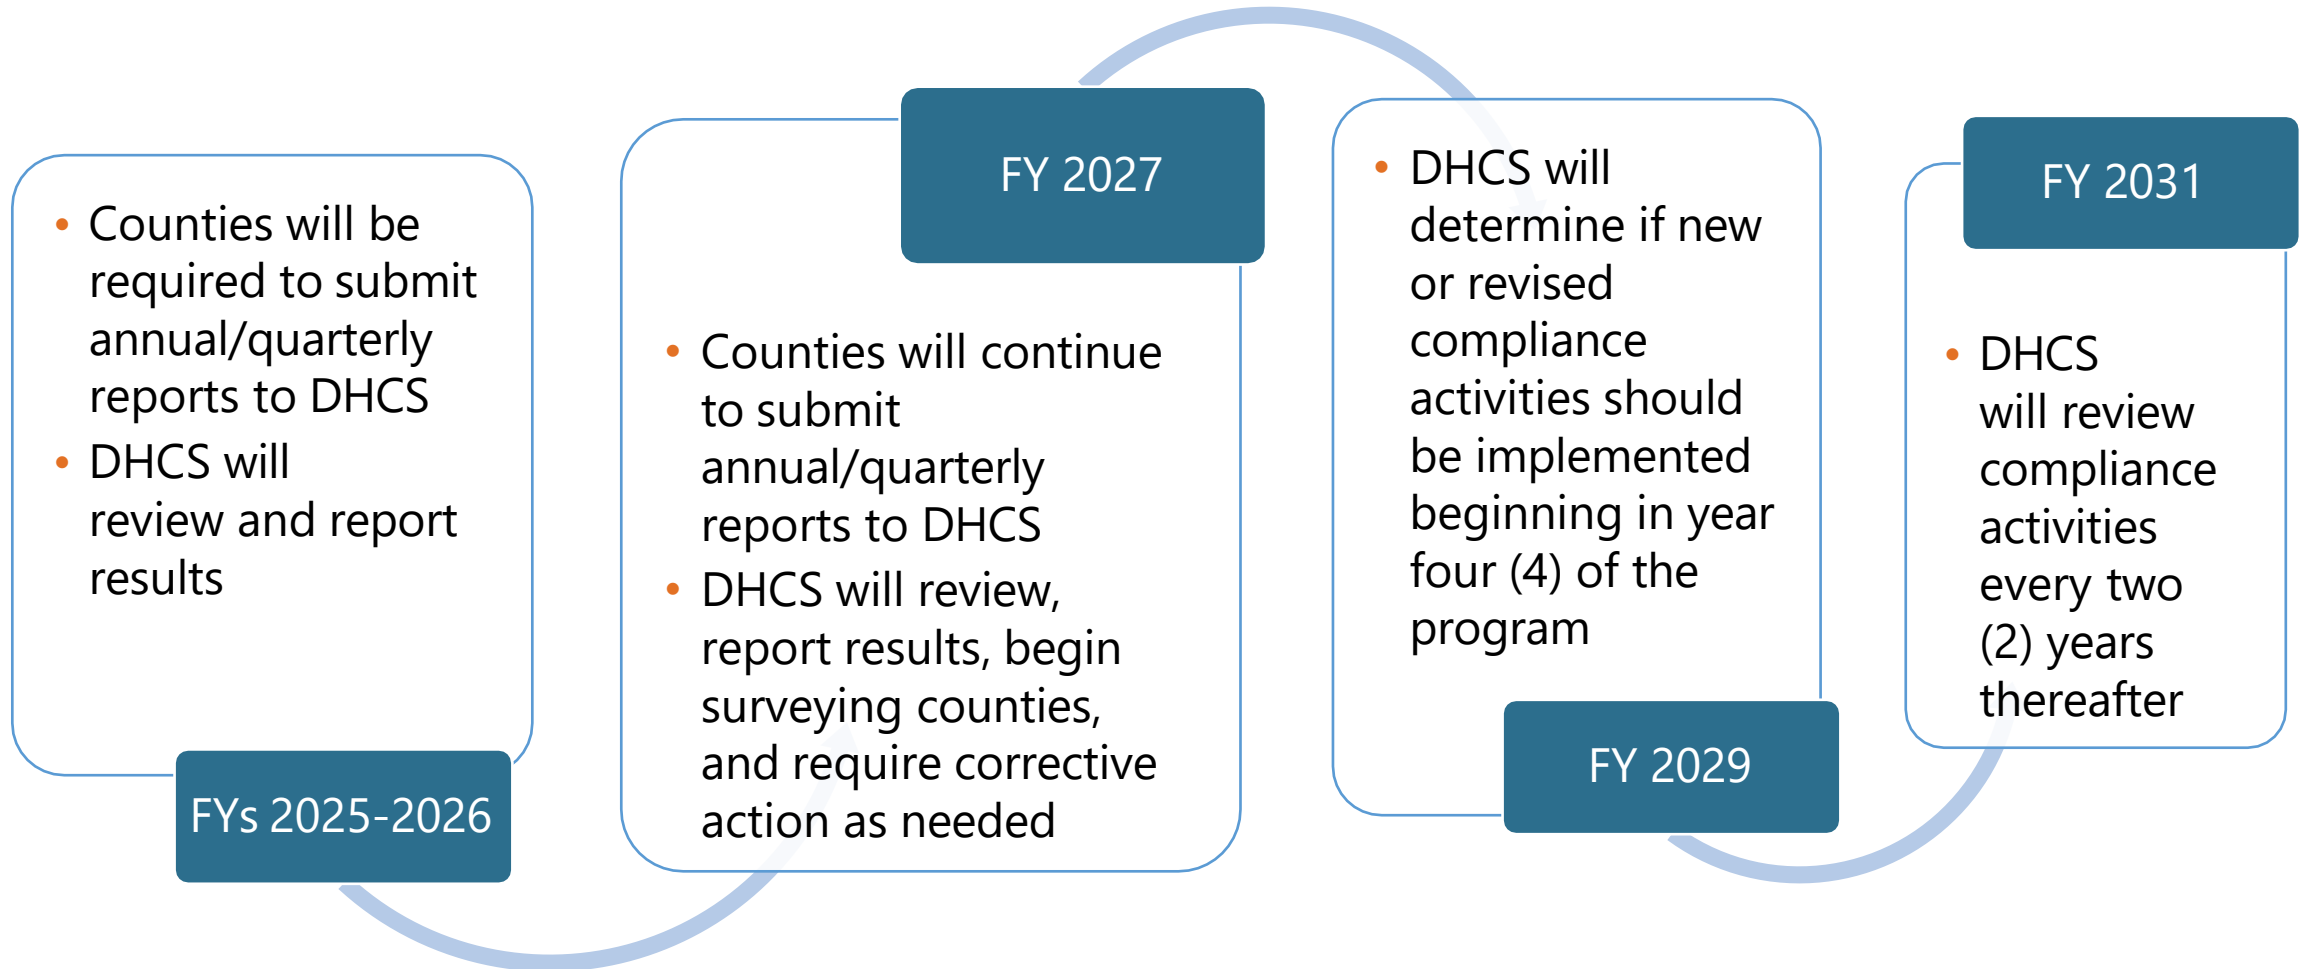 • Counties will be
required to submit
annual/quarterly
reports to DHCS
• DHCS will
review and report
results
FYs 2025-2026
FY 2027
• Counties will continue
to submit
annual/quarterly
reports to DHCS
• DHCS will review,
report results, begin
surveying counties,
and require corrective
action as needed
• DHCS will
determine if new
or revised
compliance
activities should
be implemented
beginning in year
four (4) of the
program
FY 2029
FY 2031
• DHCS
will review
compliance
activities
every two
(2) years
thereafter